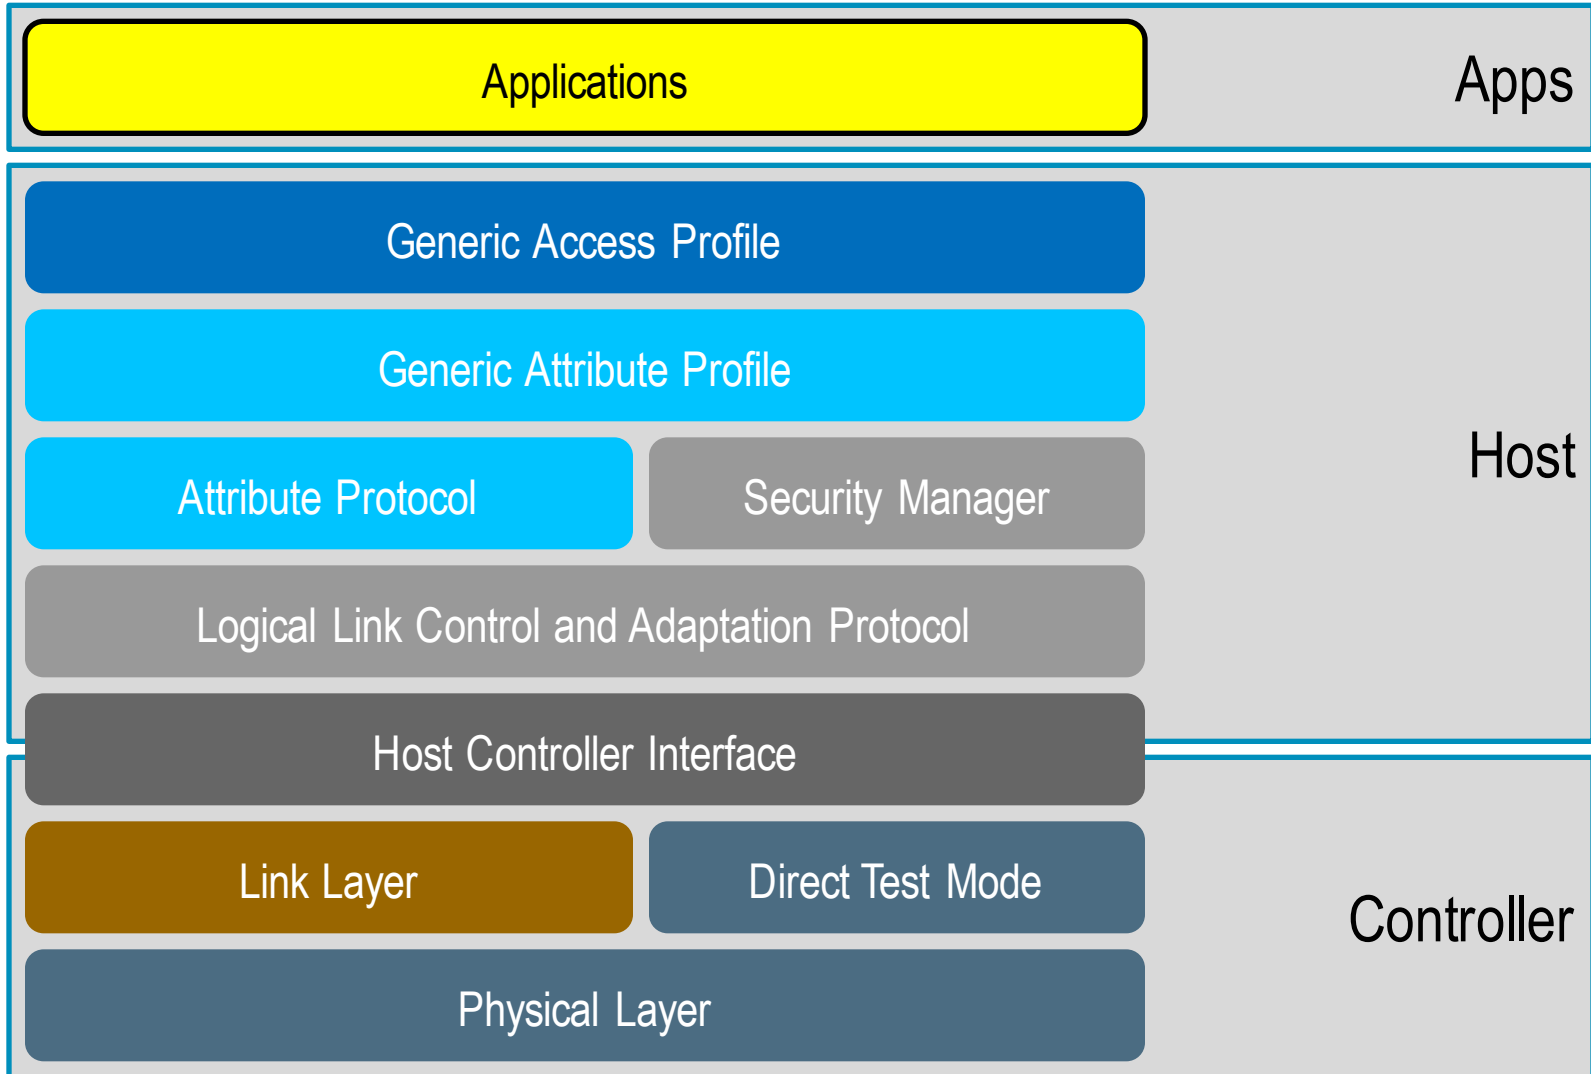 Applications
Apps
Generic Access Profile
Generic Attribute Profile
Host
Attribute Protocol
Security Manager
Logical Link Control and Adaptation Protocol
Host Controller Interface
Link Layer
Direct Test Mode
Controller
Physical Layer